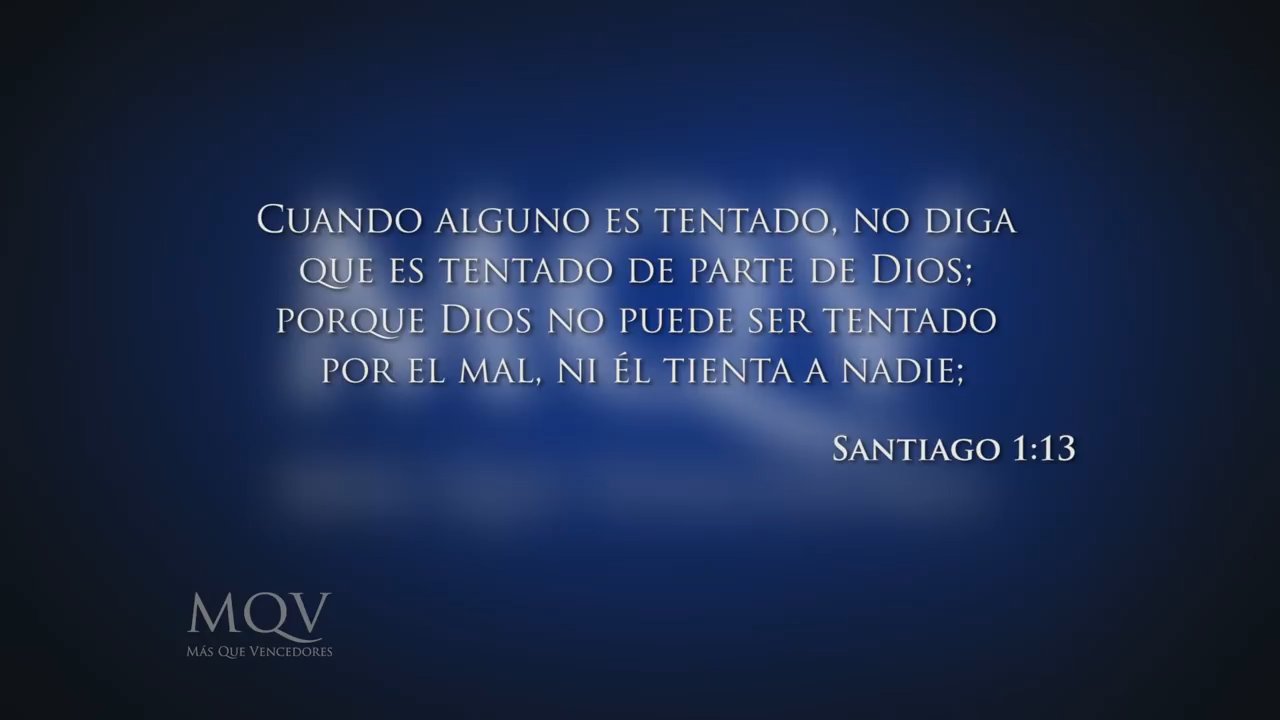 Cuando alguno es tentado, no diga
que es tentado de parte de Dios;
porque Dios no puede ser tentado
por el mal, ni él tienta a nadie;
Santiago 1:13
MQV
Más Que Vencedores